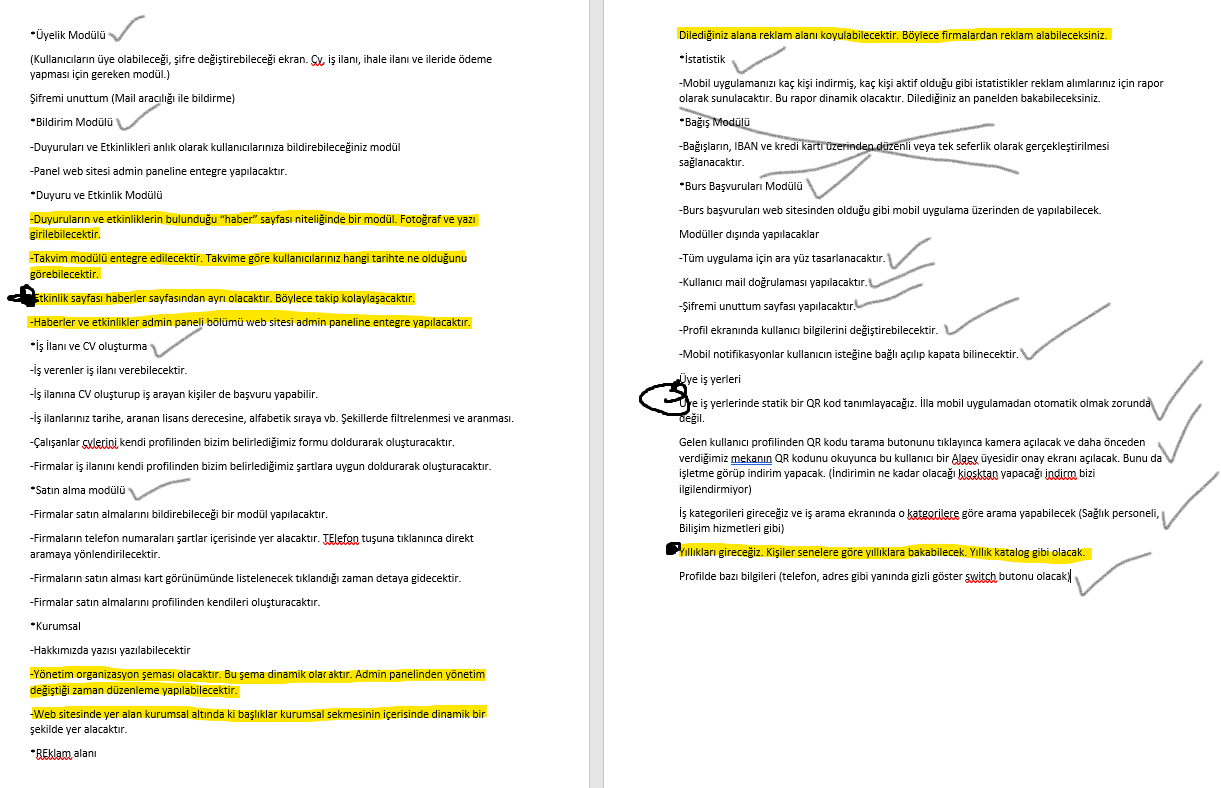 *Üyelik Modülü
(Kullanıcıların üye olabileceği, şifre değiştirebileceği ekran. Cv, iş ilanı, ihale ilanı ve ileride ödeme
yapması için gereken modül.)
Şifremi unuttum (Mail aracılığı ile bildirme)
*Bildirim Modülü
-Duyuruları ve Etkinlikleri anlık olarak kullanıcılarınıza bildirebileceğiniz modül
-Panel web sitesi admin paneline entegre yapılacaktır.
*Duyuru ve Etkinlik Modülü
-Duyuruların ve etkinliklerin bulunduğu “haber” sayfası niteliğinde bir modül. Fotoğraf ve yazı
girilebilecektir.
-Takvim modülü entegre edilecektir. Takvime göre kullanıcılarınız hangi tarihte ne olduğunu
görebilecektir.
Etkinlik sayfası haberler sayfasından ayrı olacaktır. Böylece takip kolaylaşacaktır.
-Haberler ve etkinlikler admin paneli bölümü web sitesi admin paneline entegre yapılacaktır.
*İş İlanı ve CV oluşturma
-İş verenler iş ilanı verebilecektir.
-İş ilanına CV oluşturup iş arayan kişiler de başvuru yapabilir.
-İş ilanlarınız tarihe, aranan lisans derecesine, alfabetik sıraya vb. Şekillerde filtrelenmesi ve aranması.
-Çalışanlar cvlerini kendi profilinden bizim belirlediğimiz formu doldurarak oluşturacaktır.
-Firmalar iş ilanını kendi profilinden bizim belirlediğimiz şartlara uygun doldurarak oluşturacaktır.
*Satın alma modülü
-Firmalar satın almalarını bildirebileceği bir modül yapılacaktır.
-Firmaların telefon numaraları şartlar içerisinde yer alacaktır. TElefon tuşuna tıklanınca direkt
aramaya yönlendirilecektir.
-Firmaların satın alması kart görünümünde listelenecek tıklandığı zaman detaya gidecektir.
-Firmalar satın almalarını profilinden kendileri oluşturacaktır.
*Kurumsal
-Hakkımızda yazısı yazılabilecektir
-Yönetim organizasyon şeması olacaktır. Bu şema dinamik olacaktır. Admin panelinden yönetim
değiştiği zaman düzenleme yapılabilecektir.
-Web sitesinde yer alan kurumsal altında ki başlıklar kurumsal sekmesinin içerisinde dinamik bir
şekilde yer alacaktır.
*REklam alanı
Dilediğiniz alana reklam alanı koyulabilecektir. Böylece firmalardan reklam alabileceksiniz.
*İstatistik
-Mobil uygulamanızı kaç kişi indirmiş, kaç kişi aktif olduğu gibi istatistikler reklam alımlarınız için rapor
olarak sunulacaktır. Bu rapor dinamik olacaktır. Dilediğiniz an panelden bakabileceksiniz.
*Bağış Modülü
-Bağışların, IBAN ve kredi kartı üzerinden düzenli veya tek seferlik olarak gerçekleştirilmesi
sağlanacaktır.
*Burs Başvuruları Modülü
-Burs başvuruları web sitesinden olduğu gibi mobil uygulama üzerinden de yapılabilecek.
Modüller dışında yapılacaklar
-Tüm uygulama için ara yüz tasarlanacaktır.
-Kullanıcı mail doğrulaması yapılacaktır.
-Şifremi unuttum sayfası yapılacaktır.
-Profil ekranında kullanıcı bilgilerini değiştirebilecektir.
-Mobil notifikasyonlar kullanıcın isteğine bağlı açılıp kapata bilinecektir.
Üye iş yerleri
Üye iş yerlerinde statik bir QR kod tanımlayacağız. İlla mobil uygulamadan otomatik olmak zorunda
değil.
Gelen kullanıcı profilinden QR kodu tarama butonunu tıklayınca kamera açılacak ve daha önceden
verdiğimiz mekanın QR kodunu okuyunca bu kullanıcı bir Alaev üyesidir onay ekranı açılacak. Bunu da
işletme görüp indirim yapacak. (İndirimin ne kadar olacağı kiosktan yapacağı indirm bizi
ilgilendirmiyor)
İş kategorileri gireceğiz ve iş arama ekranında o katgorilere göre arama yapabilecek (Sağlık personeli,
Bilişim hizmetleri gibi)
Yıllıkları gireceğiz. Kişiler senelere göre yıllıklara bakabilecek. Yıllık katalog gibi olacak.
Profilde bazı bilgileri (telefon, adres gibi yanında gizli göster switch butonu olacak)